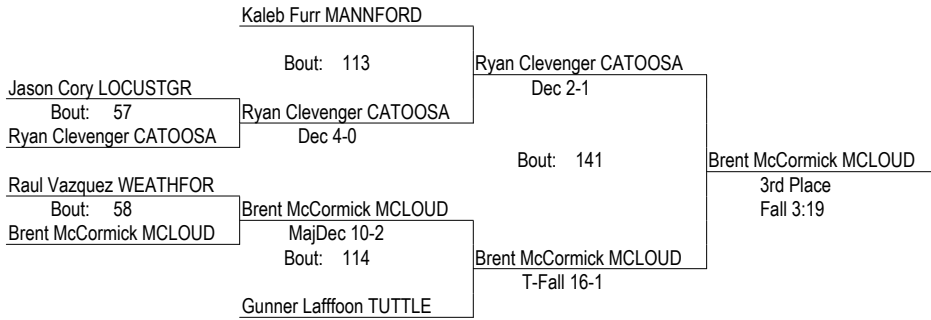 Kaleb Furr MANNFORD
Bout: 113
Ryan Clevenger CATOOSA
Jason Cory LOCUSTGR
Dec 2-1
Bout: 57
Ryan Clevenger CATOOSA
Ryan Clevenger CATOOSA
Dec 4-0
Bout: 141
Brent McCormick MCLOUD
Raul Vazquez WEATHFOR
3rd Place
Bout: 58
Brent McCormick MCLOUD
Fall 3:19
Brent McCormick MCLOUD
MajDec 10-2
Bout: 114
Brent McCormick MCLOUD
T-Fall 16-1
Gunner Lafffoon TUTTLE